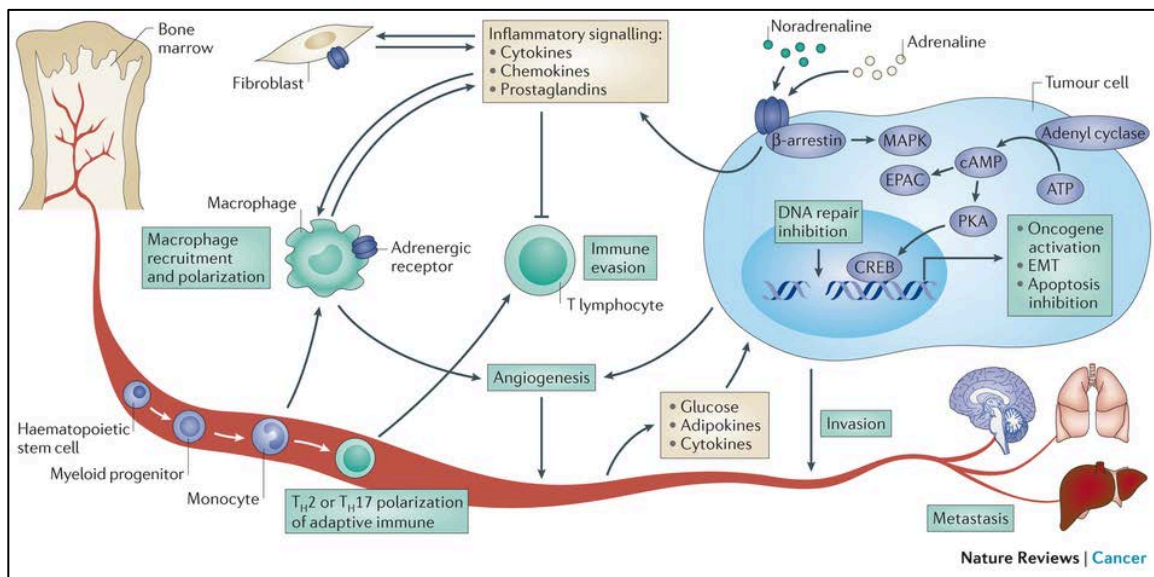 Bone
marrow
Fibroblast
Inflammatory signalling:
• Cytokines
• Chemokines
• Prostaglandins
Noradrenaline
Adrenaline
Tumour cell
β-arrestin
MAPK
Adenyl cyclase
cAMP
EPAC
ATP
PKA
DNA repair
inhibition
CREB
• Oncogene
activation
• EMT
• Apoptosis
inhibition
Macrophage
Macrophage
recruitment
and polarization
Adrenergic
receptor
Immune
evasion
T lymphocyte
Angiogenesis
• Glucose
• Adipokines
• Cytokines
Invasion
Haematopoietic
stem cell
Myeloid progenitor
Monocyte
TH2 or TH17 polarization
of adaptive immune
Metastasis
Nature Reviews | Cancer